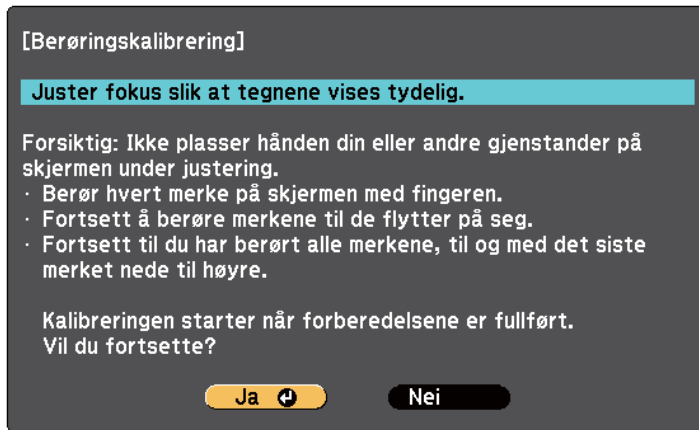 [Berøringskalibrering]
Juster fokus slik at tegnene vises tydelig.
Forsiktig: Ikke plasser hånden din eller andre gjenstander på
skjermen under justering.
· Berør hvert merke på skjermen med fingeren.
· Fortsett å berøre merkene til de flytter på seg.
· Fortsett til du har berørt alle merkene, til og med det siste
merket nede til høyre.
Kalibreringen starter når forberedelsene er fullført.
Vil du fortsette?
Ja Nei